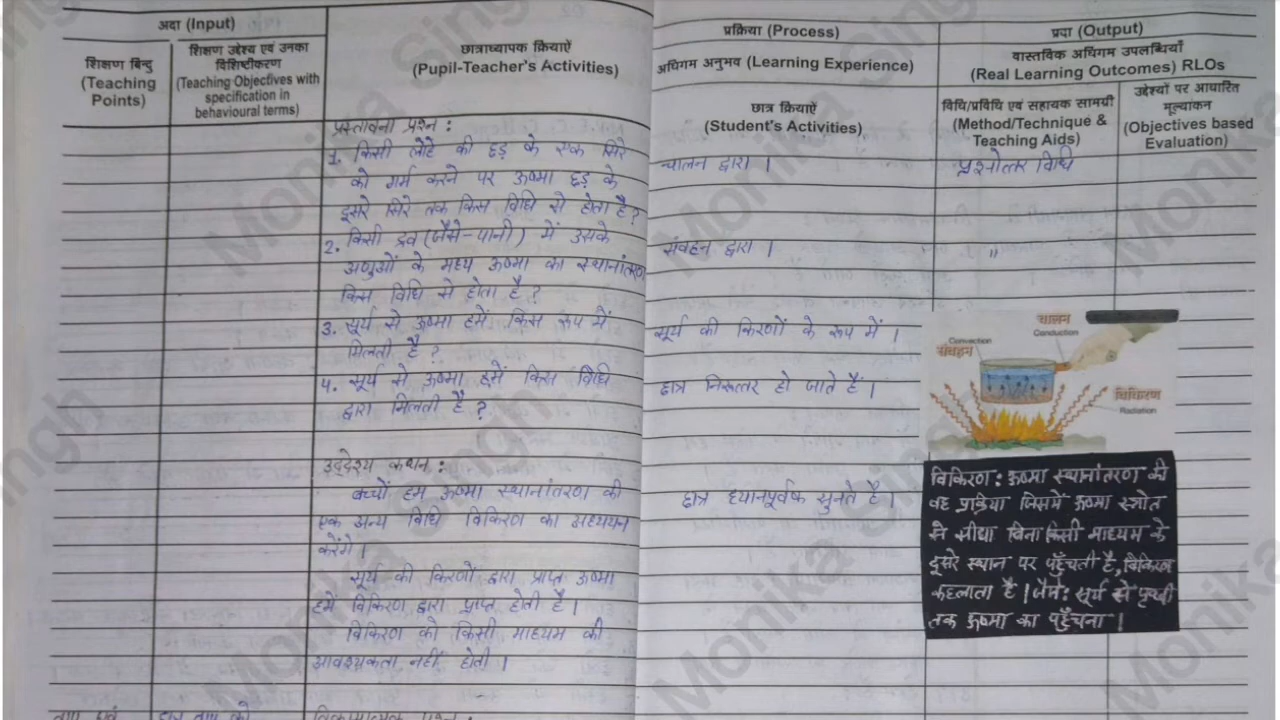 अदा (Input)
शिक्षण बिन्दु
(Teaching
Points)
शिक्षण उद्देश्य एवं उनका
विशिष्टीकरण
(Teaching Objectives with
specification in
behavioural terms)
छात्राध्यापक क्रियाऐं
(Pupil-Teacher's Activities)
प्रस्तावना प्रश्न :
1. किसी लोहे की छड़ के एक सिरे
को गर्म करने पर ऊष्मा छड़ के
दूसरे सिरे तक किस विधि से होता है?
2. किसी द्रव (जैसे-पानी) में उसके
अणुओं के मध्य ऊष्मा का स्थानांतरण
किस विधि से होता है?
3. सूर्य से ऊष्मा हमें किस रूप में
मिलती है?
4. सूर्य से ऊष्मा हमें किस विधि
द्वारा मिलती है?
उद्देश्य कथन :
बच्चों हम ऊष्मा स्थानांतरण की
एक अन्य विधि विकिरण का अध्ययन
करेंगे।
सूर्य की किरणों द्वारा प्राप्त ऊष्मा
हमें विकिरण द्वारा प्राप्त होती है।
विकिरण को किसी माध्यम की
आवश्यकता नहीं होती।
प्रक्रिया (Process)
अधिगम अनुभव (Learning Experience)
छात्र क्रियाऐं
(Student's Activities)
चालन द्वारा।
संवहन द्वारा।
सूर्य की किरणों के रूप में।
छात्र निरूत्तर हो जाते हैं।
छात्र ध्यानपूर्वक सुनते हैं।
प्रदा (Output)
वास्तविक अधिगम उपलब्धियाँ
(Real Learning Outcomes) RLOs
विधि/प्रविधि एवं सहायक सामग्री
(Method/Technique &
Teaching Aids)
उद्देश्यों पर आधारित
मूल्यांकन
(Objectives based
Evaluation)
प्रश्नोत्तर विधि
"
चालन
Conduction
Convection
संवहन
विकिरण
Radiation
विकिरण : ऊष्मा स्थानांतरण की
वह प्रक्रिया जिसमें ऊष्मा स्त्रोत
से सीधा बिना किसी माध्यम के
दूसरे स्थान पर पहुँचती है, विकिरण
कहलाता है। जैसे: सूर्य से पृथ्वी
तक ऊष्मा का पहुँचना।
Monika Singh